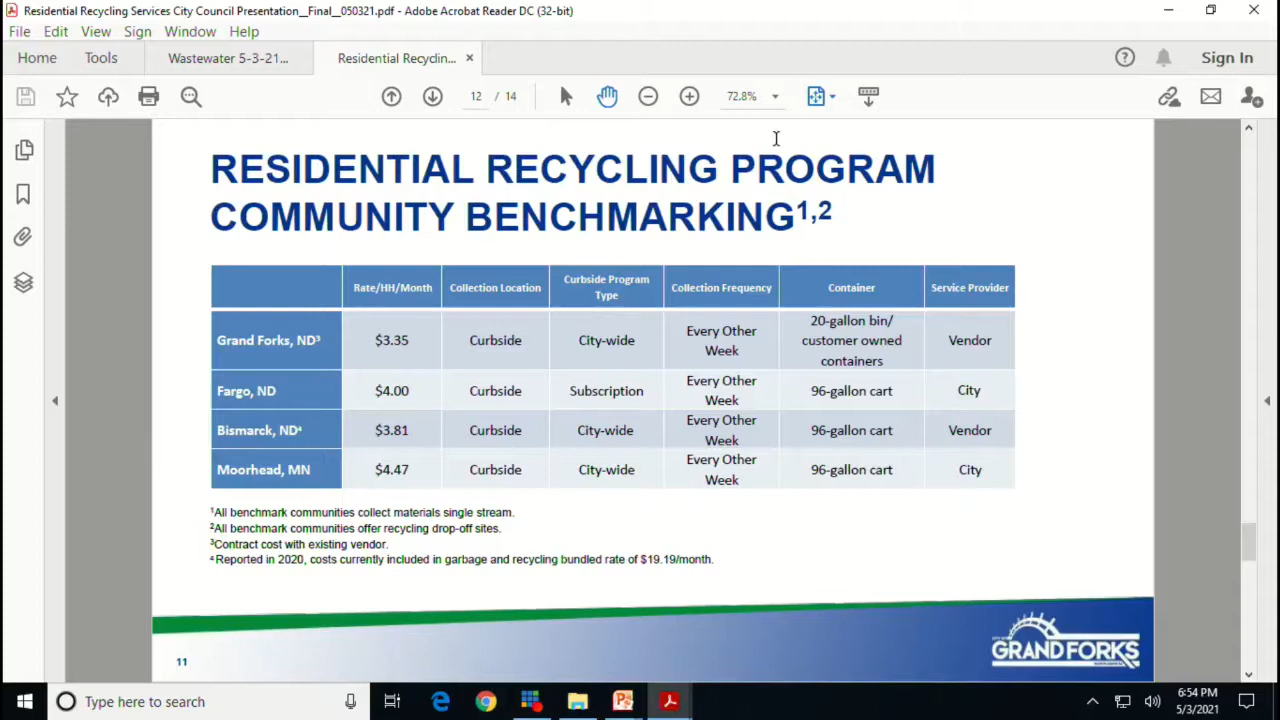 Residential Recycling Services City Council Presentation__Final__050321.pdf - Adobe Acrobat Reader DC (32-bit)
File Edit View Sign Window Help
Home Tools Wastewater 5-3-21... Residential Recyclin... ×
Sign In
12 / 14 72.8%
RESIDENTIAL RECYCLING PROGRAM
COMMUNITY BENCHMARKING1,2
Rate/HH/Month Collection Location Curbside Program Type Collection Frequency Container Service Provider
Grand Forks, ND³ $3.35 Curbside City-wide Every Other Week 20-gallon bin/ customer owned containers Vendor
Fargo, ND $4.00 Curbside Subscription Every Other Week 96-gallon cart City
Bismarck, ND⁴ $3.81 Curbside City-wide Every Other Week 96-gallon cart Vendor
Moorhead, MN $4.47 Curbside City-wide Every Other Week 96-gallon cart City
¹All benchmark communities collect materials single stream.
²All benchmark communities offer recycling drop-off sites.
³Contract cost with existing vendor.
⁴Reported in 2020, costs currently included in garbage and recycling bundled rate of $19.19/month.
GRAND FORKS
11
Type here to search
6:54 PM
5/3/2021